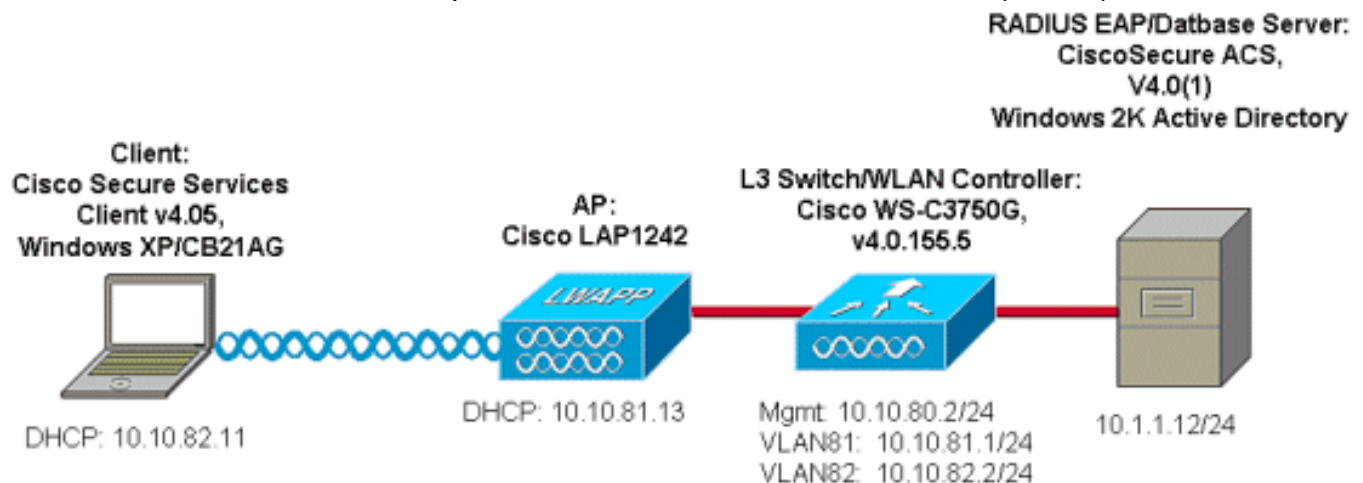 RADIUS EAP/Datbase Server:
CiscoSecure ACS,
V4.0(1)
Windows 2K Active Directory
Client:
Cisco Secure Services
Client v4.05,
Windows XP/CB21AG
AP:
Cisco LAP1242
L3 Switch/WLAN Controller:
Cisco WS-C3750G,
v4.0.155.5
LWAPP
DHCP: 10.10.82.11
DHCP: 10.10.81.13
Mgmt: 10.10.80.2/24
VLAN81: 10.10.81.1/24
VLAN82: 10.10.82.2/24
10.1.1.12/24